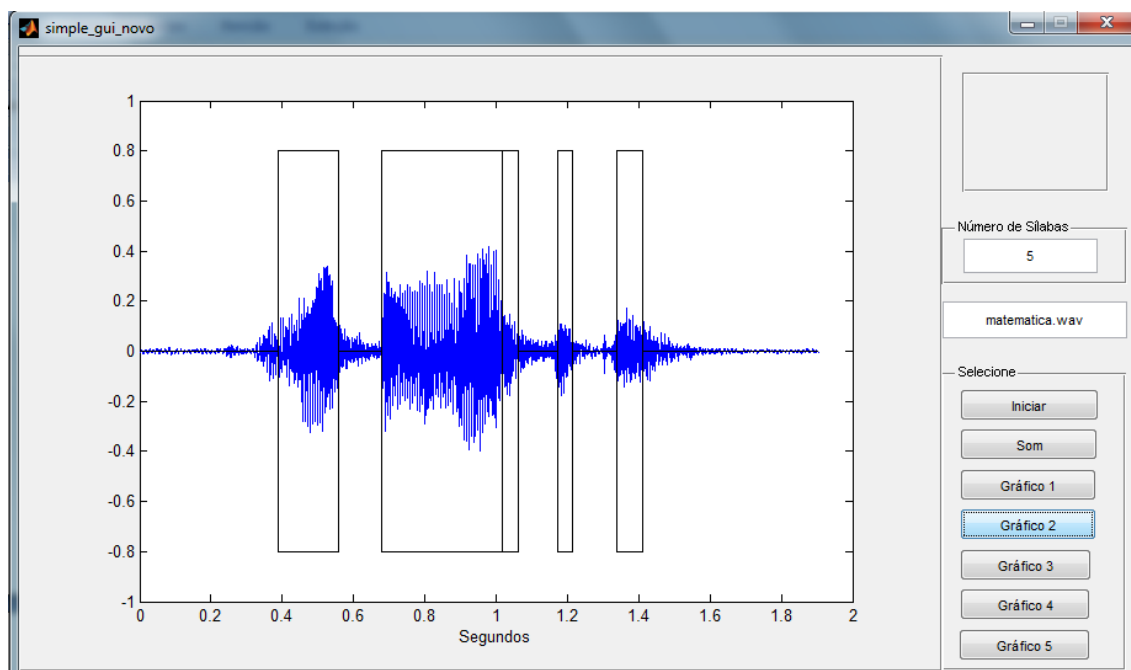 simple_gui_novo
1
0.8
0.6
0.4
0.2
0
-0.2
-0.4
-0.6
-0.8
-1
0 0.2 0.4 0.6 0.8 1 1.2 1.4 1.6 1.8 2
Segundos
Número de Sílabas
5
matematica.wav
Selecione
Iniciar
Som
Gráfico 1
Gráfico 2
Gráfico 3
Gráfico 4
Gráfico 5